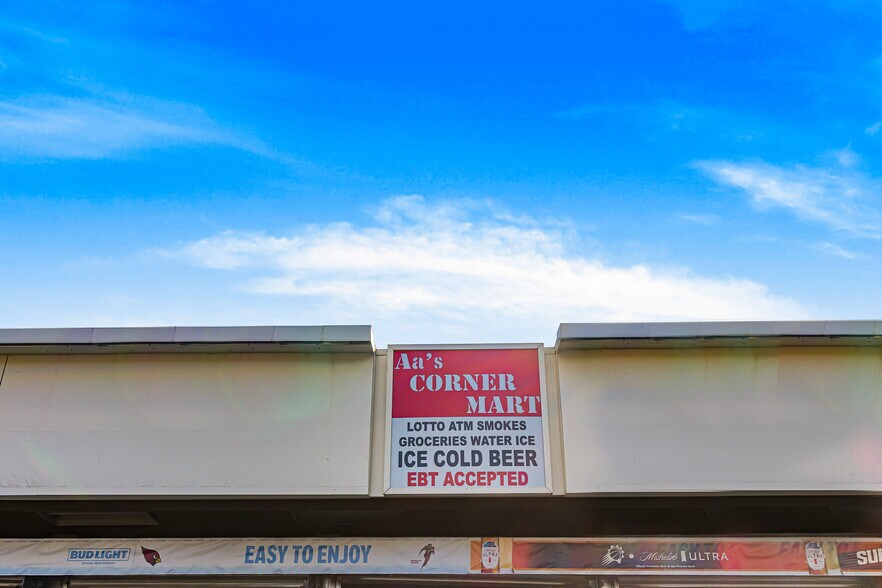 Aa's
CORNER
MART
LOTTO ATM SMOKES
GROCERIES WATER ICE
ICE COLD BEER
EBT ACCEPTED
BUD LIGHT
EASY TO ENJOY
ULTRA
Michelob ULTRA
ULTRA